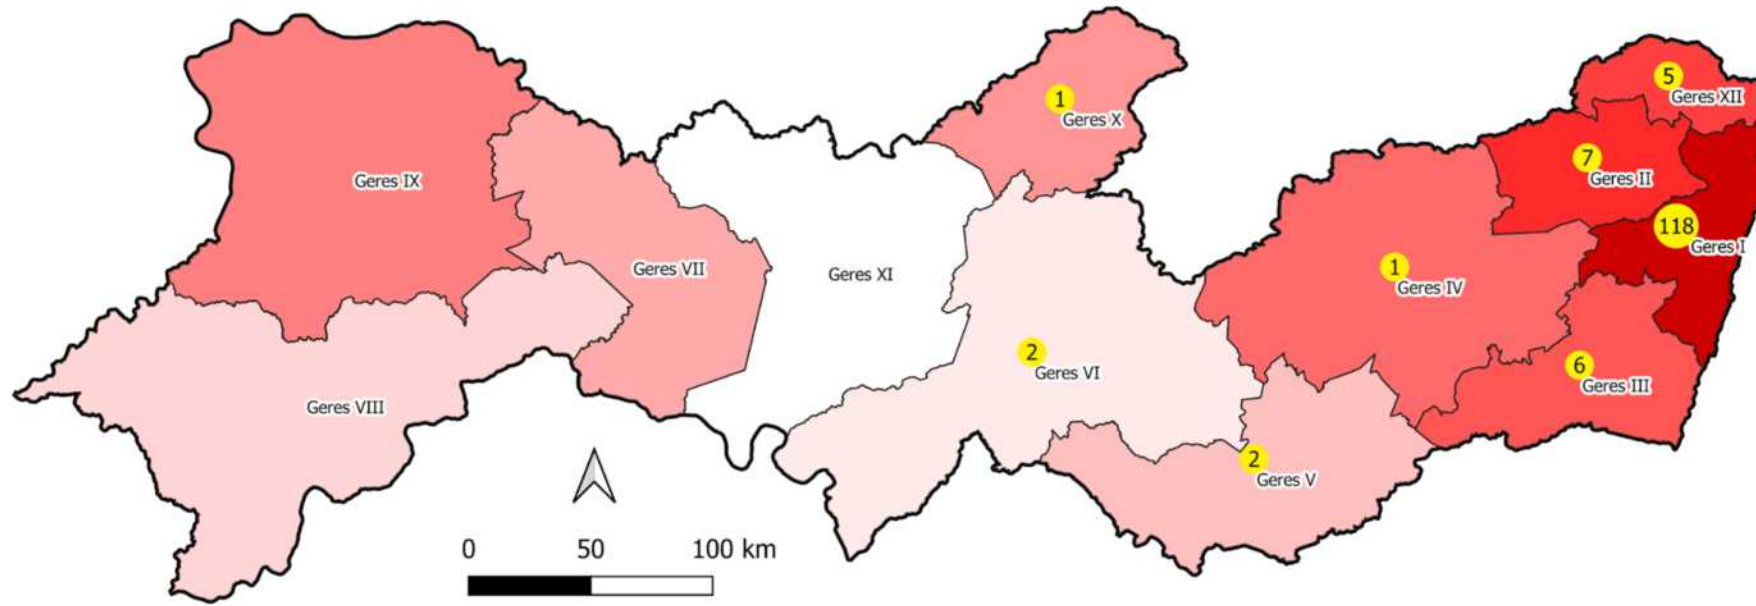 5
Geres XII
1
Geres X
7
Geres II
Geres IX
118
Geres I
Geres VII
Geres XI
1
Geres IV
2
Geres VI
6
Geres III
Geres VIII
2
Geres V
0 50 100 km